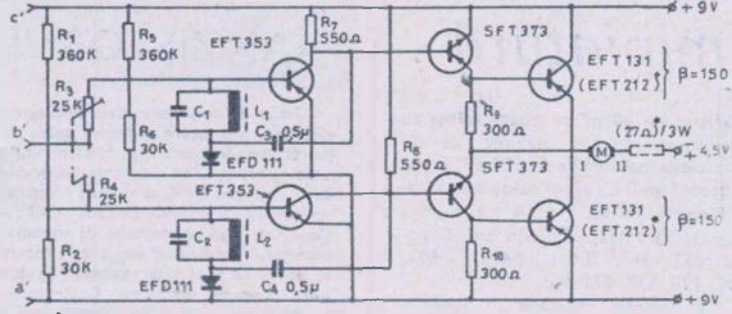 c'
+ 9V
R₁
360K
R₅
360K
EFT353
R₇
550Ω
SFT373
EFT131
(EFT212)
β=150
R₃
25K
C₁
L₁
R₉
300Ω
(27Ω)/3W
b'
R₆
30K
C₃ 0,5μ
EFD111
R₈
550Ω
I
M
II
∓ 4,5V
R₄
25K
EFT353
SFT373
EFT131
(EFT212)
β=150
R₂
30K
C₂
L₂
R₁₀
300Ω
EFD111
C₄ 0,5μ
a'
+ 9V